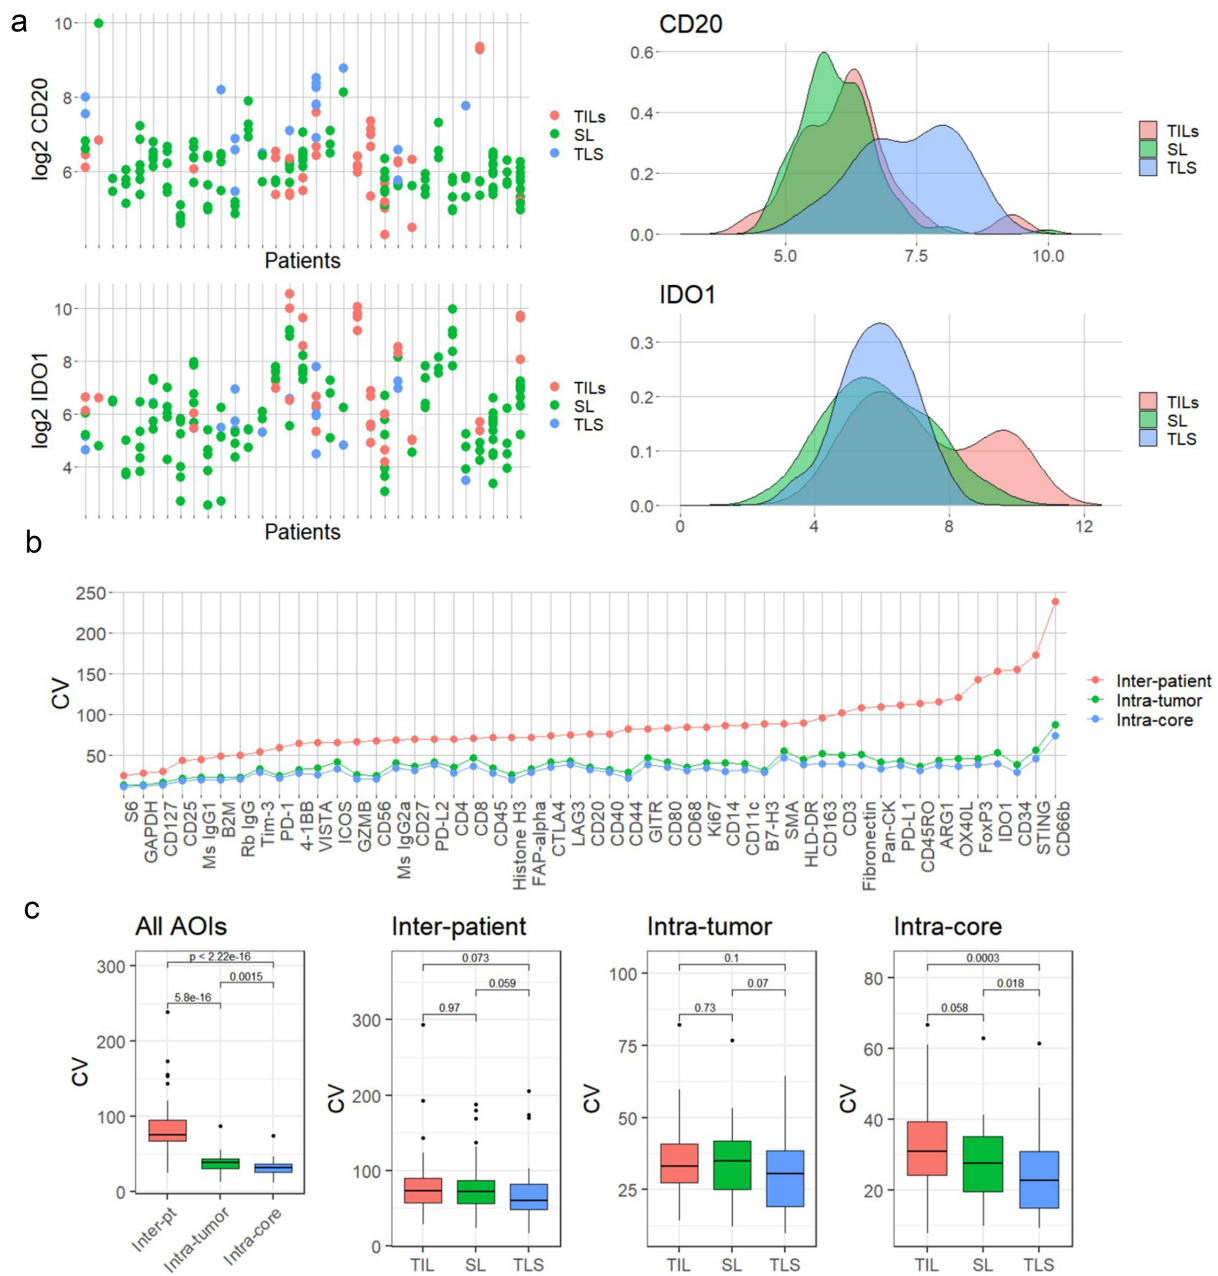 a
log2 CD20
10
8
6
Patients
TILs
SL
TLS
CD20
0.6
0.4
0.2
0.0
5.0 7.5 10.0
TILs
SL
TLS
log2 IDO1
10
8
6
4
Patients
TILs
SL
TLS
IDO1
0.3
0.2
0.1
0.0
0 4 8 12
TILs
SL
TLS
b
CV
250
200
150
100
50
S6
GAPDH
CD127
CD25
Ms IgG1
B2M
Rb IgG
Tim-3
PD-1
4-1BB
VISTA
ICOS
GZMB
CD56
Ms IgG2a
CD27
PD-L2
CD4
CD8
CD45
Histone H3
FAP-alpha
CTLA4
LAG3
CD20
CD40
CD44
GITR
CD80
CD68
Ki67
CD14
CD11c
B7-H3
SMA
HLD-DR
CD163
CD3
Fibronectin
Pan-CK
PD-L1
CD45RO
ARG1
OX40L
FoxP3
IDO1
CD34
STING
CD66b
Inter-patient
Intra-tumor
Intra-core
c
All AOIs
CV
300
200
100
0
p < 2.22e-16
0.0015
5.8e-16
Inter-pt
Intra-tumor
Intra-core
Inter-patient
CV
300
200
100
0
0.073
0.059
0.97
TIL SL TLS
Intra-tumor
CV
100
75
50
25
0.1
0.07
0.73
TIL SL TLS
Intra-core
CV
80
60
40
20
0.0003
0.018
0.058
TIL SL TLS